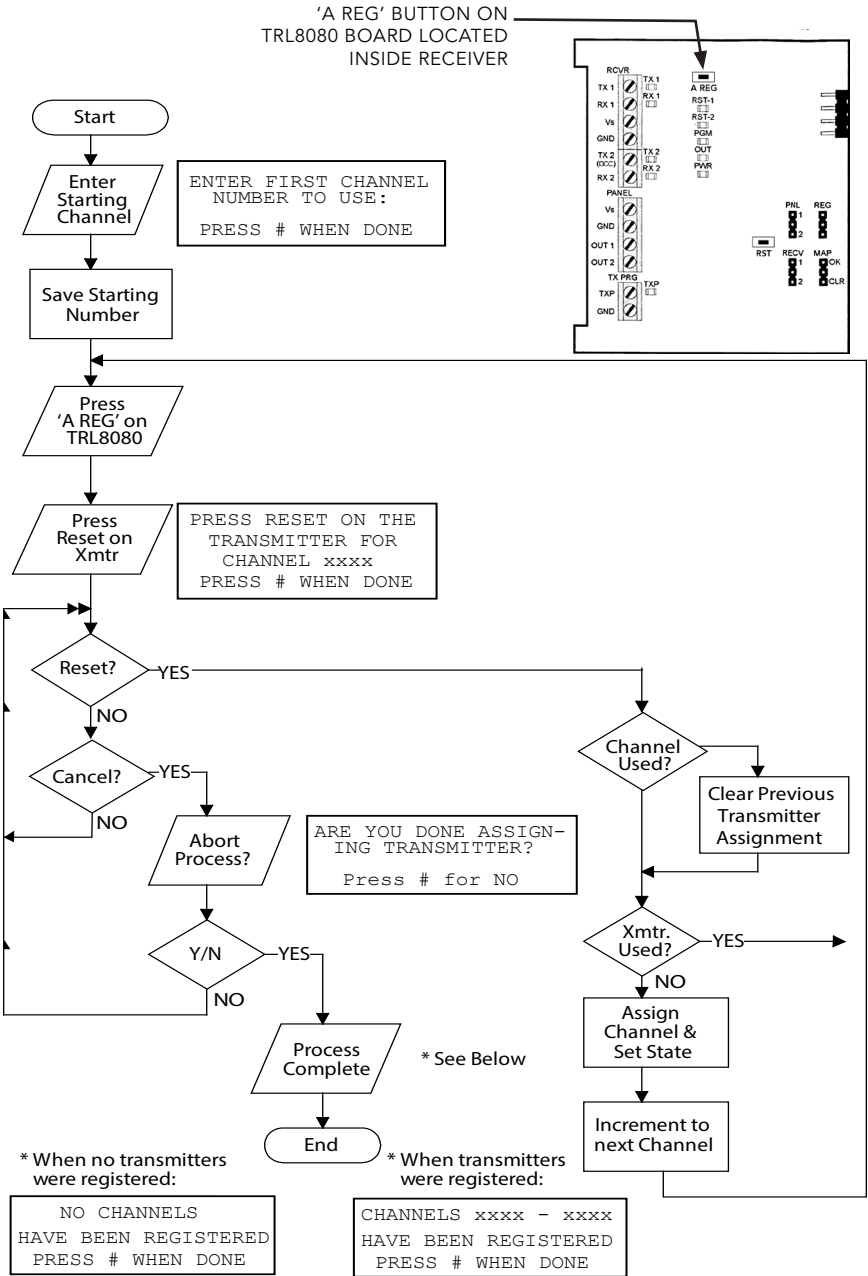 'A REG' BUTTON ON
TRL8080 BOARD LOCATED
INSIDE RECEIVER
RCVR
TX 1
RX 1
Vs
GND
TX 2
(DCC)
RX 2
PANEL
Vs
GND
OUT 1
OUT 2
TX PRG
TXP
GND
TX 1
RX 1
TX 2
RX 2
TXP
A REG
RST-1
RST-2
PGM
OUT
PWR
RST
PNL
1
2
REG
RECV
1
2
MAP
OK
CLR
Start
Enter
Starting
Channel
ENTER FIRST CHANNEL
NUMBER TO USE:
PRESS # WHEN DONE
Save Starting
Number
Press
'A REG' on
TRL8080
Press
Reset on
Xmtr
PRESS RESET ON THE
TRANSMITTER FOR
CHANNEL xxxx
PRESS # WHEN DONE
Reset?
YES
NO
Cancel?
YES
NO
Abort
Process?
ARE YOU DONE ASSIGN-
ING TRANSMITTER?
Press # for NO
Y/N
YES
NO
Process
Complete
* See Below
End
Channel
Used?
Clear Previous
Transmitter
Assignment
Xmtr.
Used?
YES
NO
Assign
Channel &
Set State
Increment to
next Channel
* When no transmitters
were registered:
NO CHANNELS
HAVE BEEN REGISTERED
PRESS # WHEN DONE
* When transmitters
were registered:
CHANNELS xxxx - xxxx
HAVE BEEN REGISTERED
PRESS # WHEN DONE